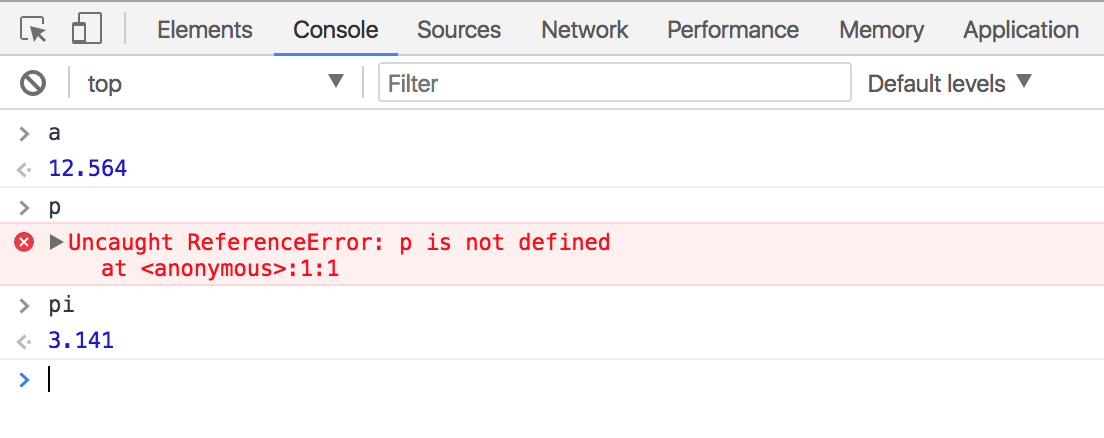 Elements Console Sources Network Performance Memory Application
top Filter Default levels
a
12.564
p
Uncaught ReferenceError: p is not defined
at <anonymous>:1:1
pi
3.141